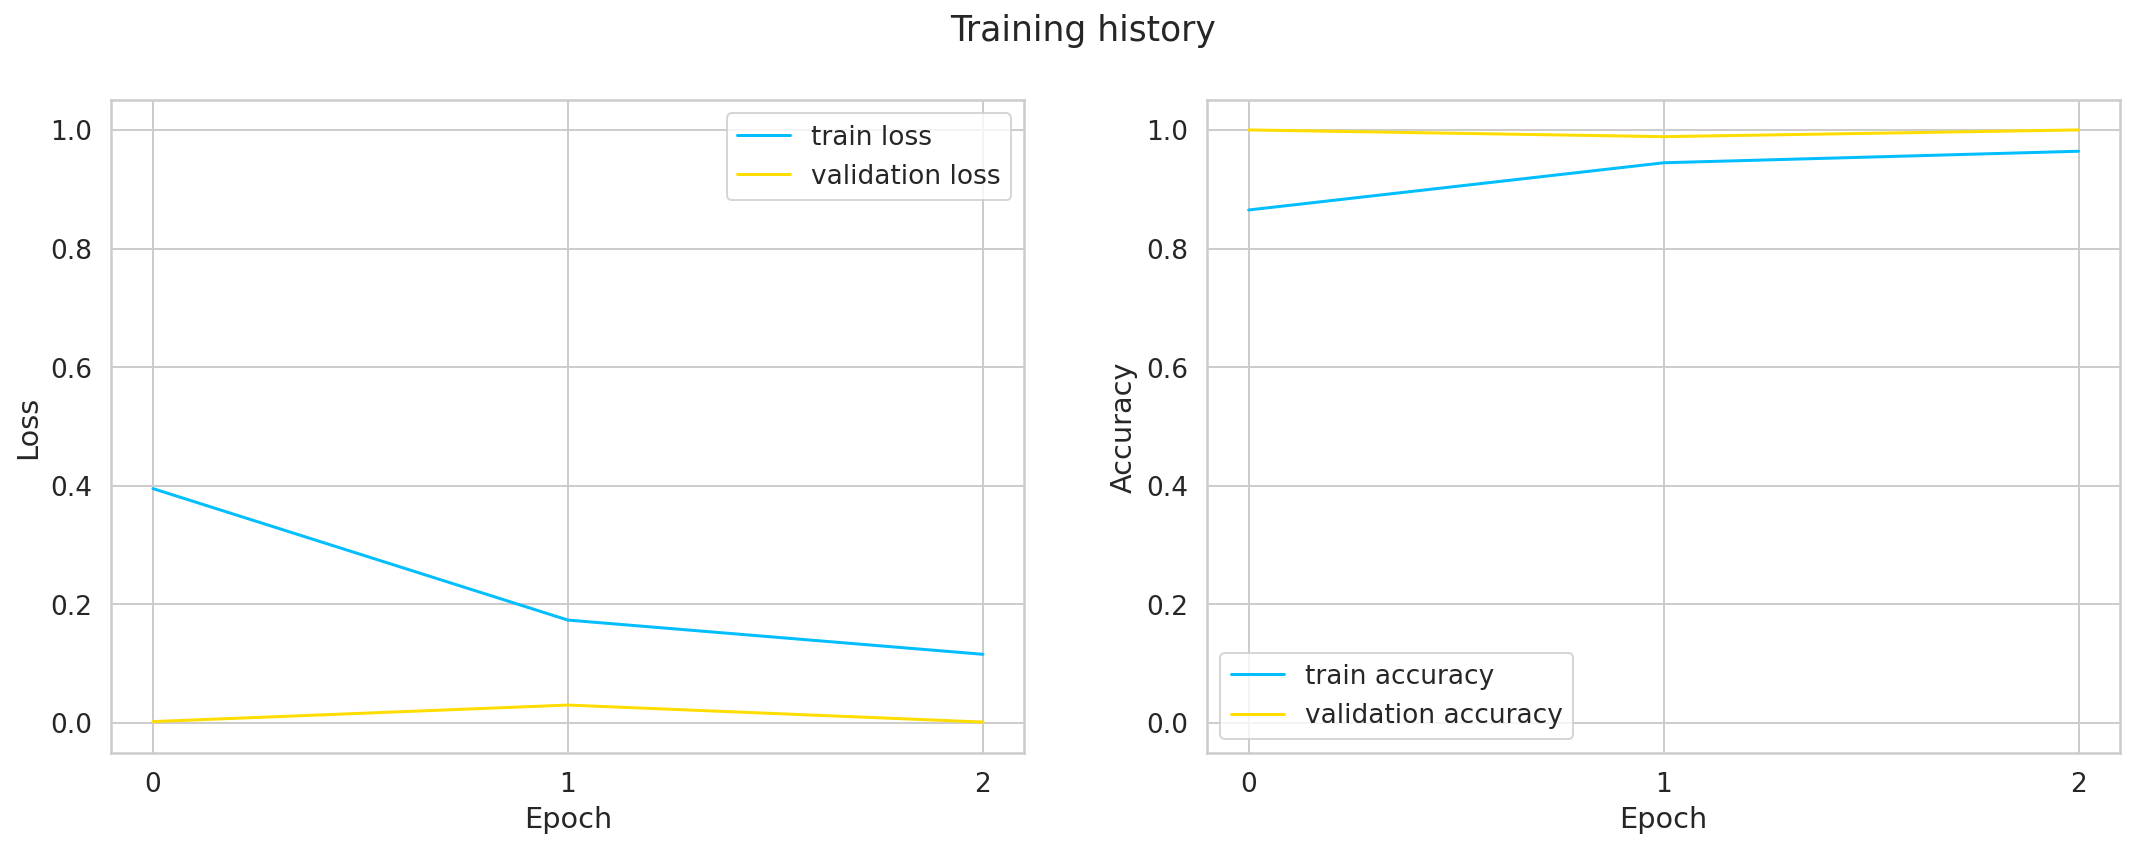 Training history
Loss
1.0
0.8
0.6
0.4
0.2
0.0
train loss
validation loss
0 1 2
Epoch
Accuracy
1.0
0.8
0.6
0.4
0.2
0.0
train accuracy
validation accuracy
0 1 2
Epoch